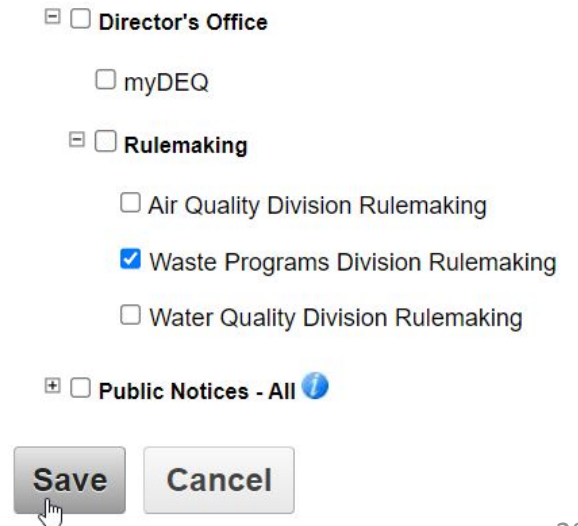 Director's Office
myDEQ
Rulemaking
Air Quality Division Rulemaking
Waste Programs Division Rulemaking
Water Quality Division Rulemaking
Public Notices - All
Save Cancel